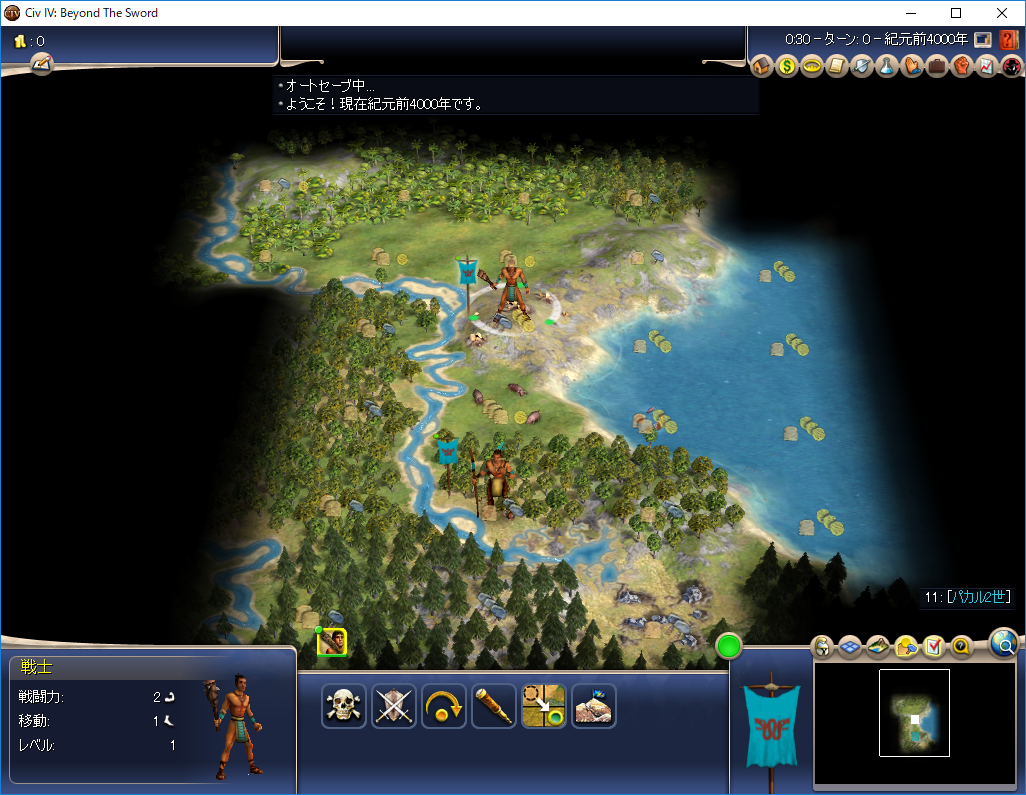 Civ IV: Beyond The Sword
: 0
0:30 – ターン: 0 – 紀元前4000年
・オートセーブ中...
・ようこそ！現在紀元前4000年です。
11: [パカル2世]
戦士
戦闘力: 2
移動: 1
レベル: 1